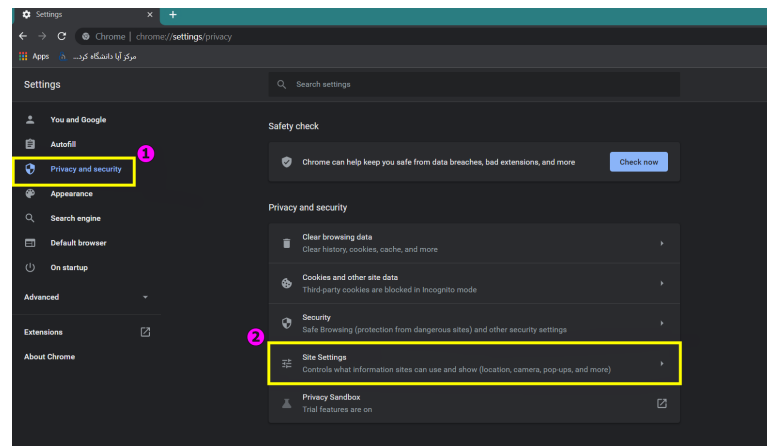 Settings
Chrome | chrome://settings/privacy
Apps
مرکز آپا دانشگاه کرد...
Settings
Search settings
You and Google
Autofill
1
Privacy and security
Appearance
Search engine
Default browser
On startup
Advanced
Extensions
About Chrome
Safety check
Chrome can help keep you safe from data breaches, bad extensions, and more
Check now
Privacy and security
Clear browsing data
Clear history, cookies, cache, and more
Cookies and other site data
Third-party cookies are blocked in Incognito mode
Security
Safe Browsing (protection from dangerous sites) and other security settings
2
Site Settings
Controls what information sites can use and show (location, camera, pop-ups, and more)
Privacy Sandbox
Trial features are on